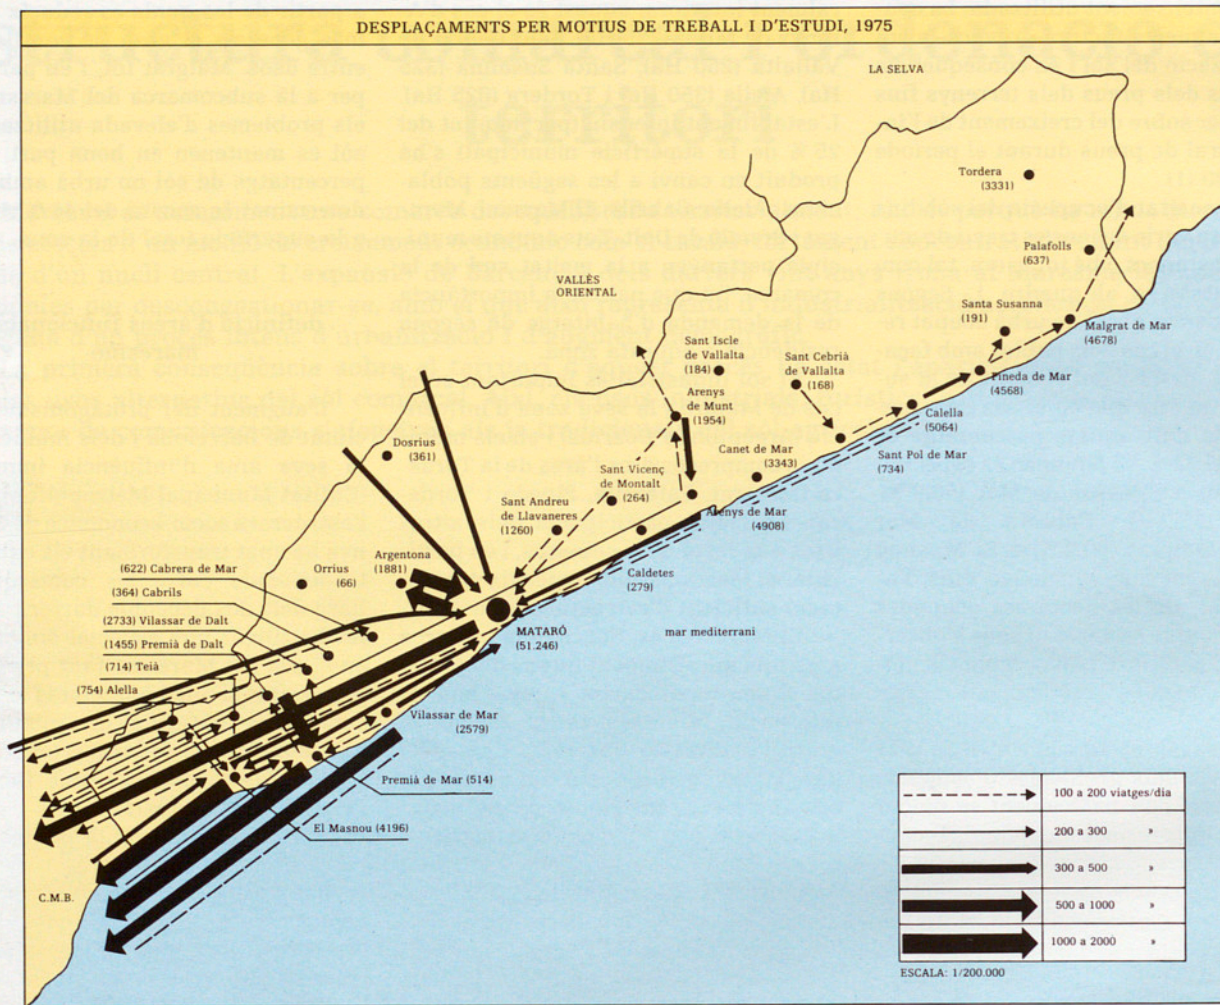 DESPLAÇAMENTS PER MOTIUS DE TREBALL I D'ESTUDI, 1975
LA SELVA
Tordera
(3331)
Palafolls
(637)
VALLÈS
ORIENTAL
Santa Susanna
(191)
Malgrat de Mar
(4678)
Sant Iscle
de Vallalta
(184)
Sant Cebrià
de Vallalta
(168)
Pineda de Mar
(4568)
Arenys
de Munt
(1954)
Calella
(5064)
Dosrius
(361)
Canet de Mar
(3343)
Sant Pol de Mar
(734)
Sant Vicenç
de Montalt
(264)
Sant Andreu
de Llavaneres
(1260)
Arenys de Mar
(4908)
Argentona
(1881)
Orrius
(66)
Caldetes
(279)
(622) Cabrera de Mar
(364) Cabrils
(2733) Vilassar de Dalt
(1455) Premià de Dalt
(714) Teià
(754) Alella
MATARÓ
(51.246)
mar mediterrani
Vilassar de Mar
(2579)
Premià de Mar (514)
El Masnou (4196)
C.M.B.
100 a 200 viatges/dia
200 a 300 »
300 a 500 »
500 a 1000 »
1000 a 2000 »
ESCALA: 1/200.000